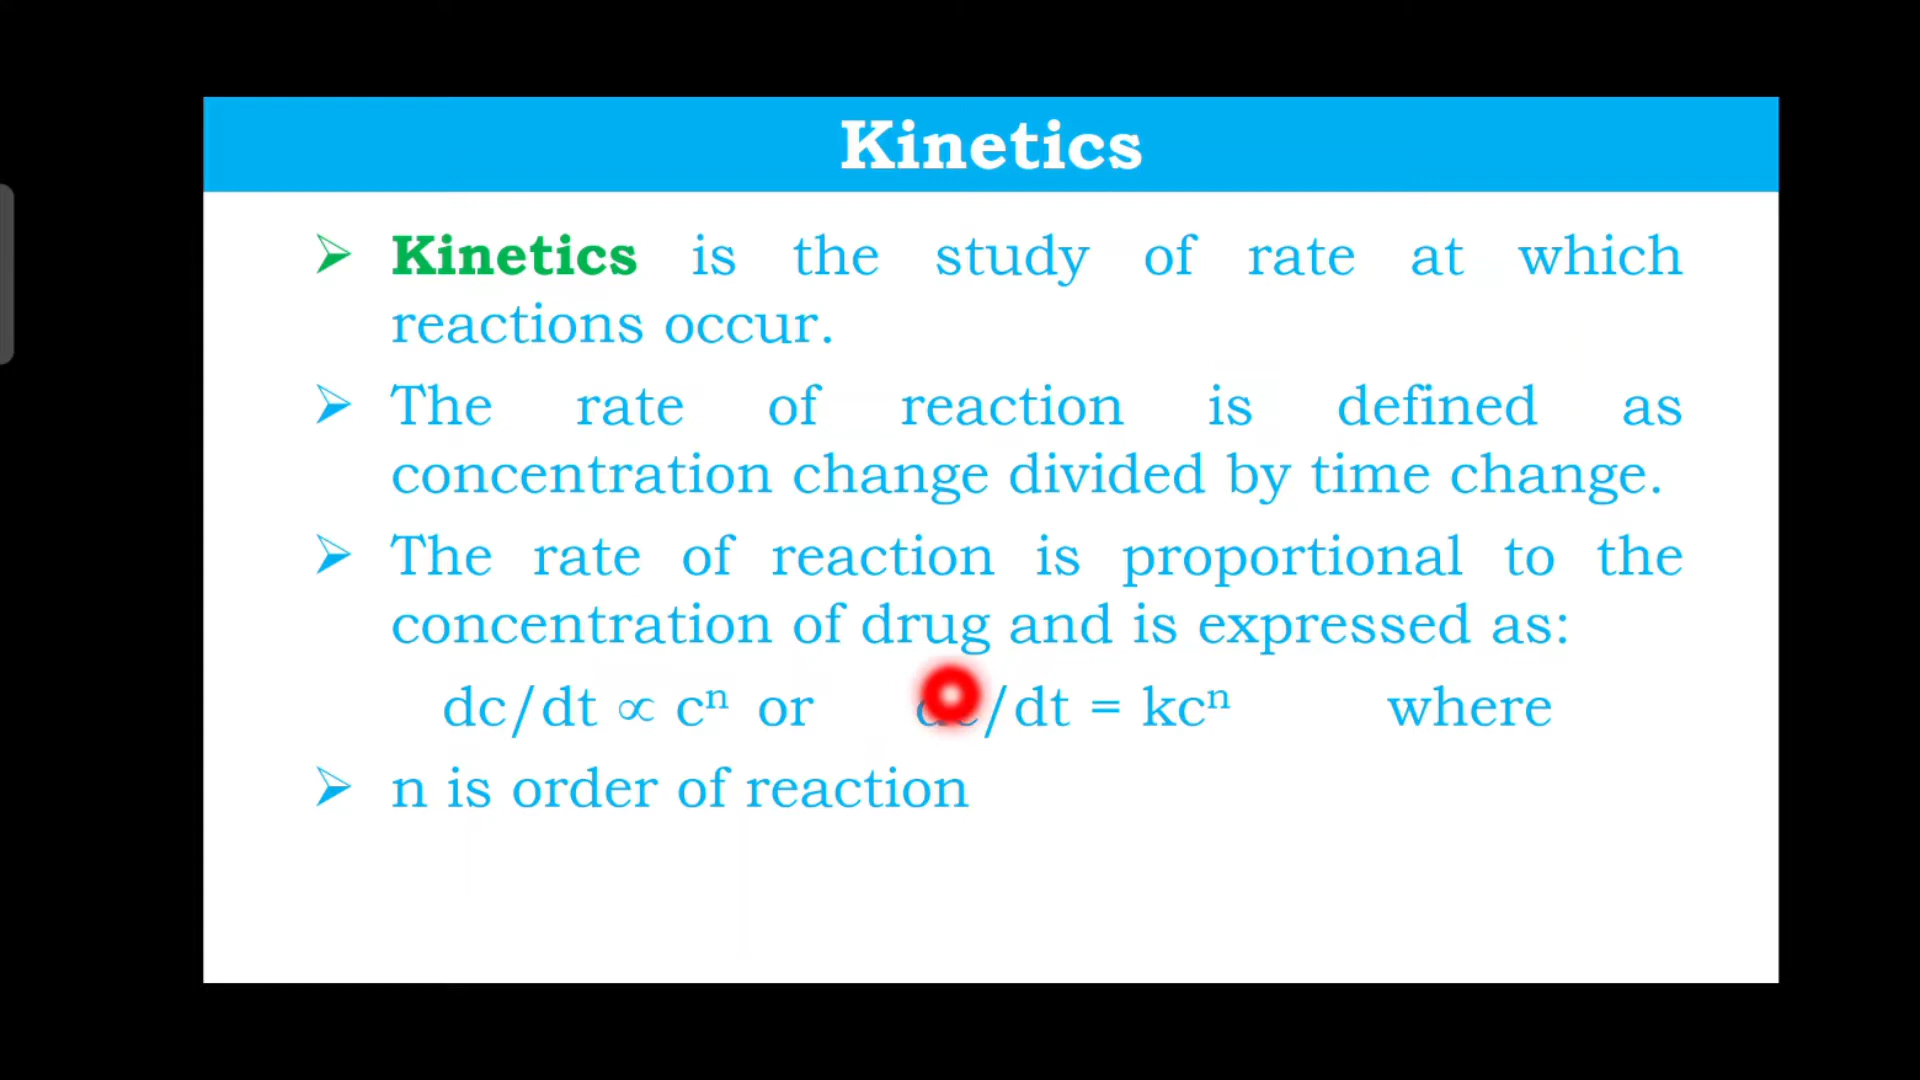 Kinetics
➢ Kinetics is the study of rate at which
reactions occur.
➢ The rate of reaction is defined as
concentration change divided by time change.
➢ The rate of reaction is proportional to the
concentration of drug and is expressed as:
dc/dt ∝ cⁿ or dc/dt = kcⁿ where
➢ n is order of reaction